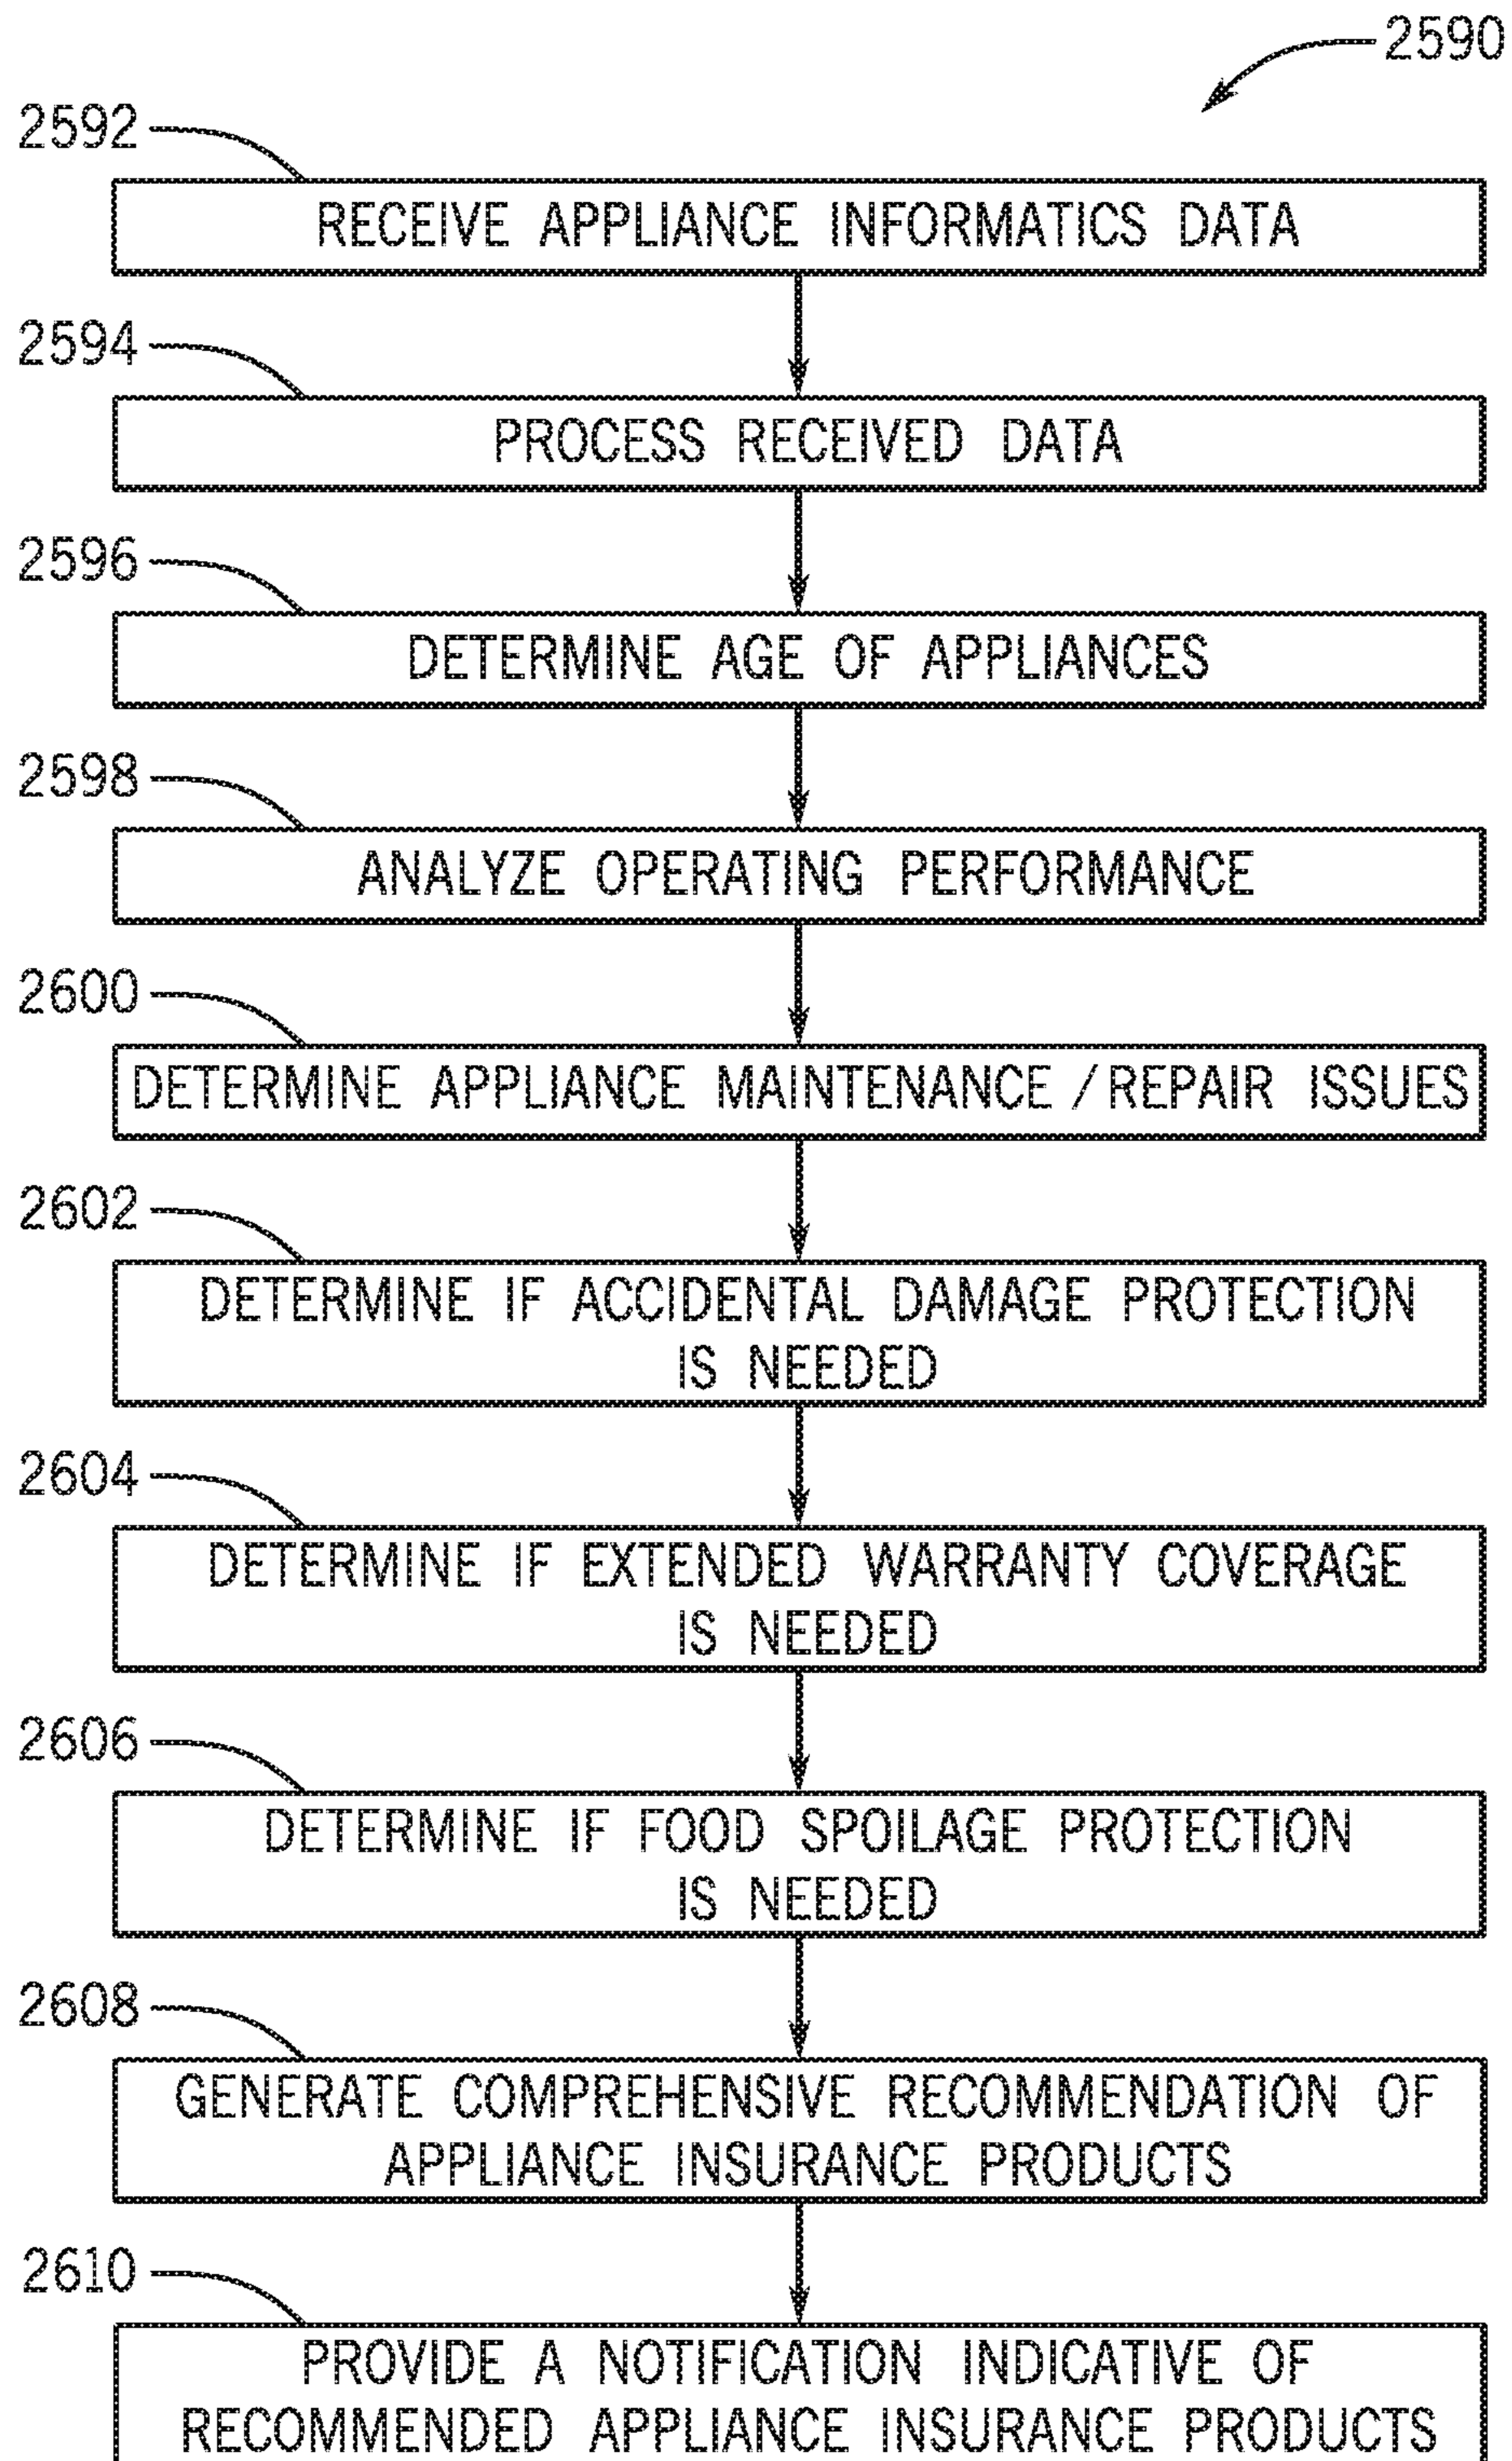 2590
2592
RECEIVE APPLIANCE INFORMATICS DATA
2594
PROCESS RECEIVED DATA
2596
DETERMINE AGE OF APPLIANCES
2598
ANALYZE OPERATING PERFORMANCE
2600
DETERMINE APPLIANCE MAINTENANCE / REPAIR ISSUES
2602
DETERMINE IF ACCIDENTAL DAMAGE PROTECTION
IS NEEDED
2604
DETERMINE IF EXTENDED WARRANTY COVERAGE
IS NEEDED
2606
DETERMINE IF FOOD SPOILAGE PROTECTION
IS NEEDED
2608
GENERATE COMPREHENSIVE RECOMMENDATION OF
APPLIANCE INSURANCE PRODUCTS
2610
PROVIDE A NOTIFICATION INDICATIVE OF
RECOMMENDED APPLIANCE INSURANCE PRODUCTS